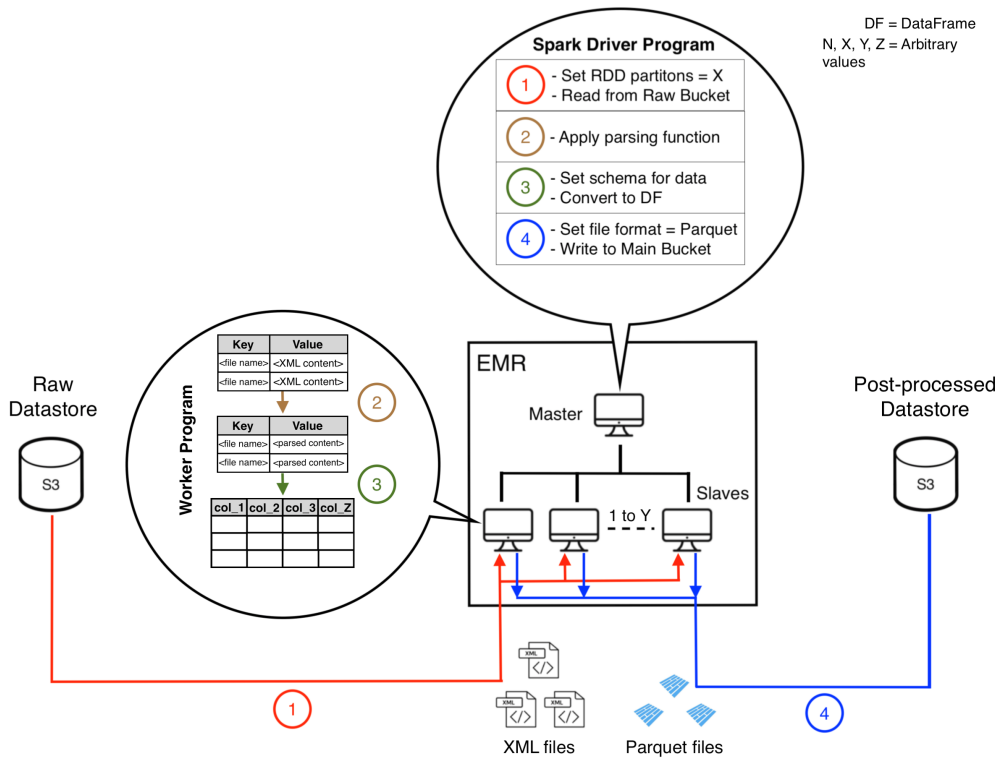 DF = DataFrame
N, X, Y, Z = Arbitrary
values
Spark Driver Program
1
- Set RDD partitons = X
- Read from Raw Bucket
2
- Apply parsing function
3
- Set schema for data
- Convert to DF
4
- Set file format = Parquet
- Write to Main Bucket
Worker Program
Key Value
<file name> <XML content>
<file name> <XML content>
2
Key Value
<file name> <parsed content>
<file name> <parsed content>
3
col_1 col_2 col_3 col_Z
EMR
Master
Slaves
1 to Y
Raw
Datastore
S3
Post-processed
Datastore
S3
1
XML
XML
XML
XML files
Parquet files
4